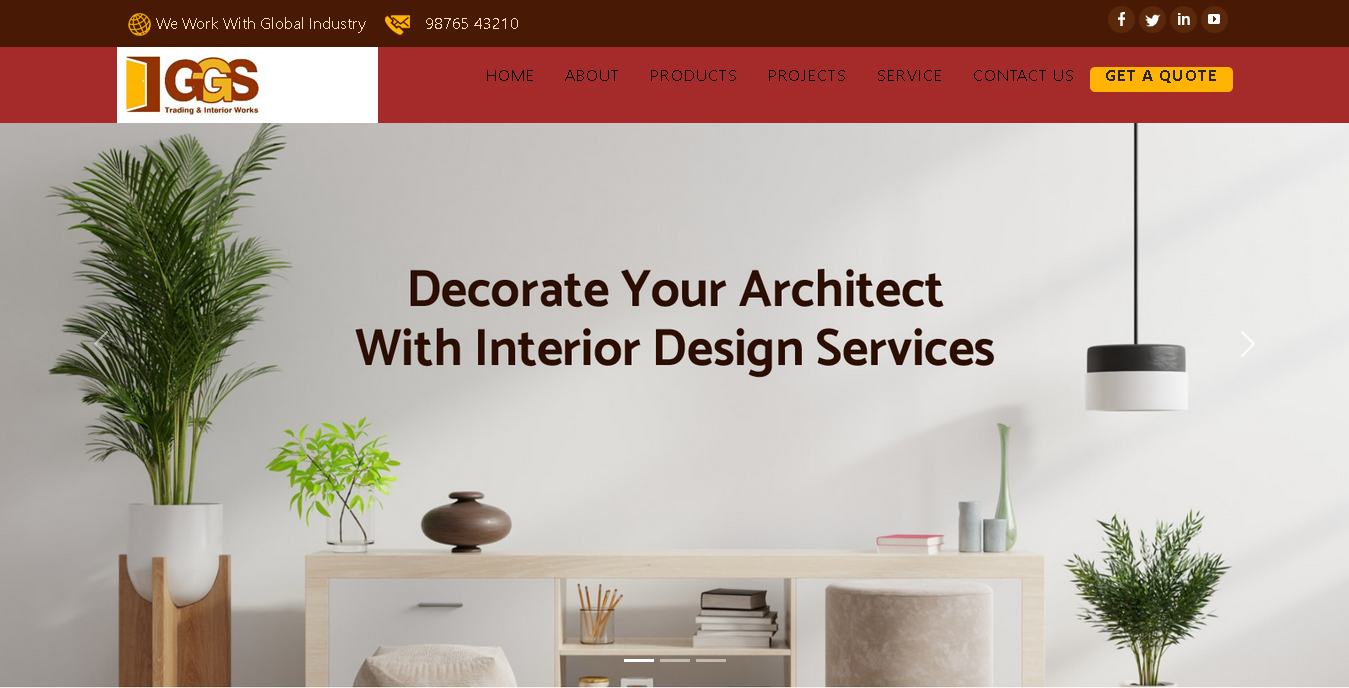 We Work With Global Industry 98765 43210
GGS
Trading & Interior Works
HOME ABOUT PRODUCTS PROJECTS SERVICE CONTACT US GET A QUOTE
Decorate Your Architect
With Interior Design Services